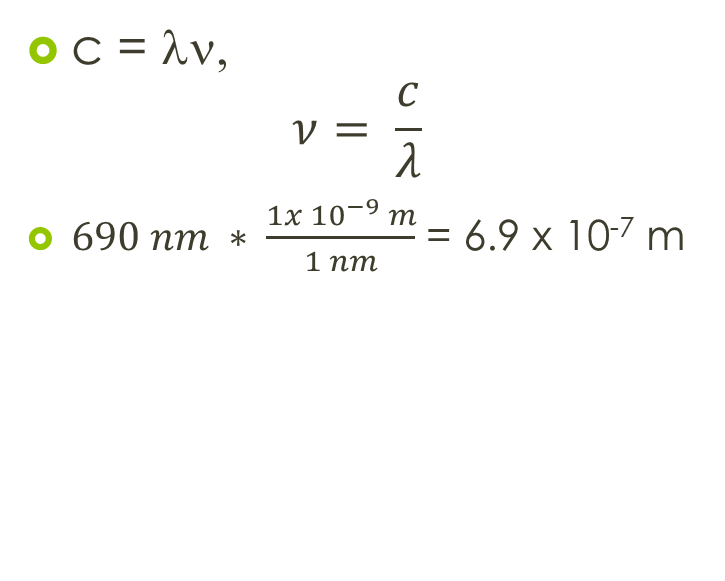 c = λν,
ν = c/λ
690 nm * 1x 10⁻⁹ m / 1 nm = 6.9 x 10⁻⁷ m